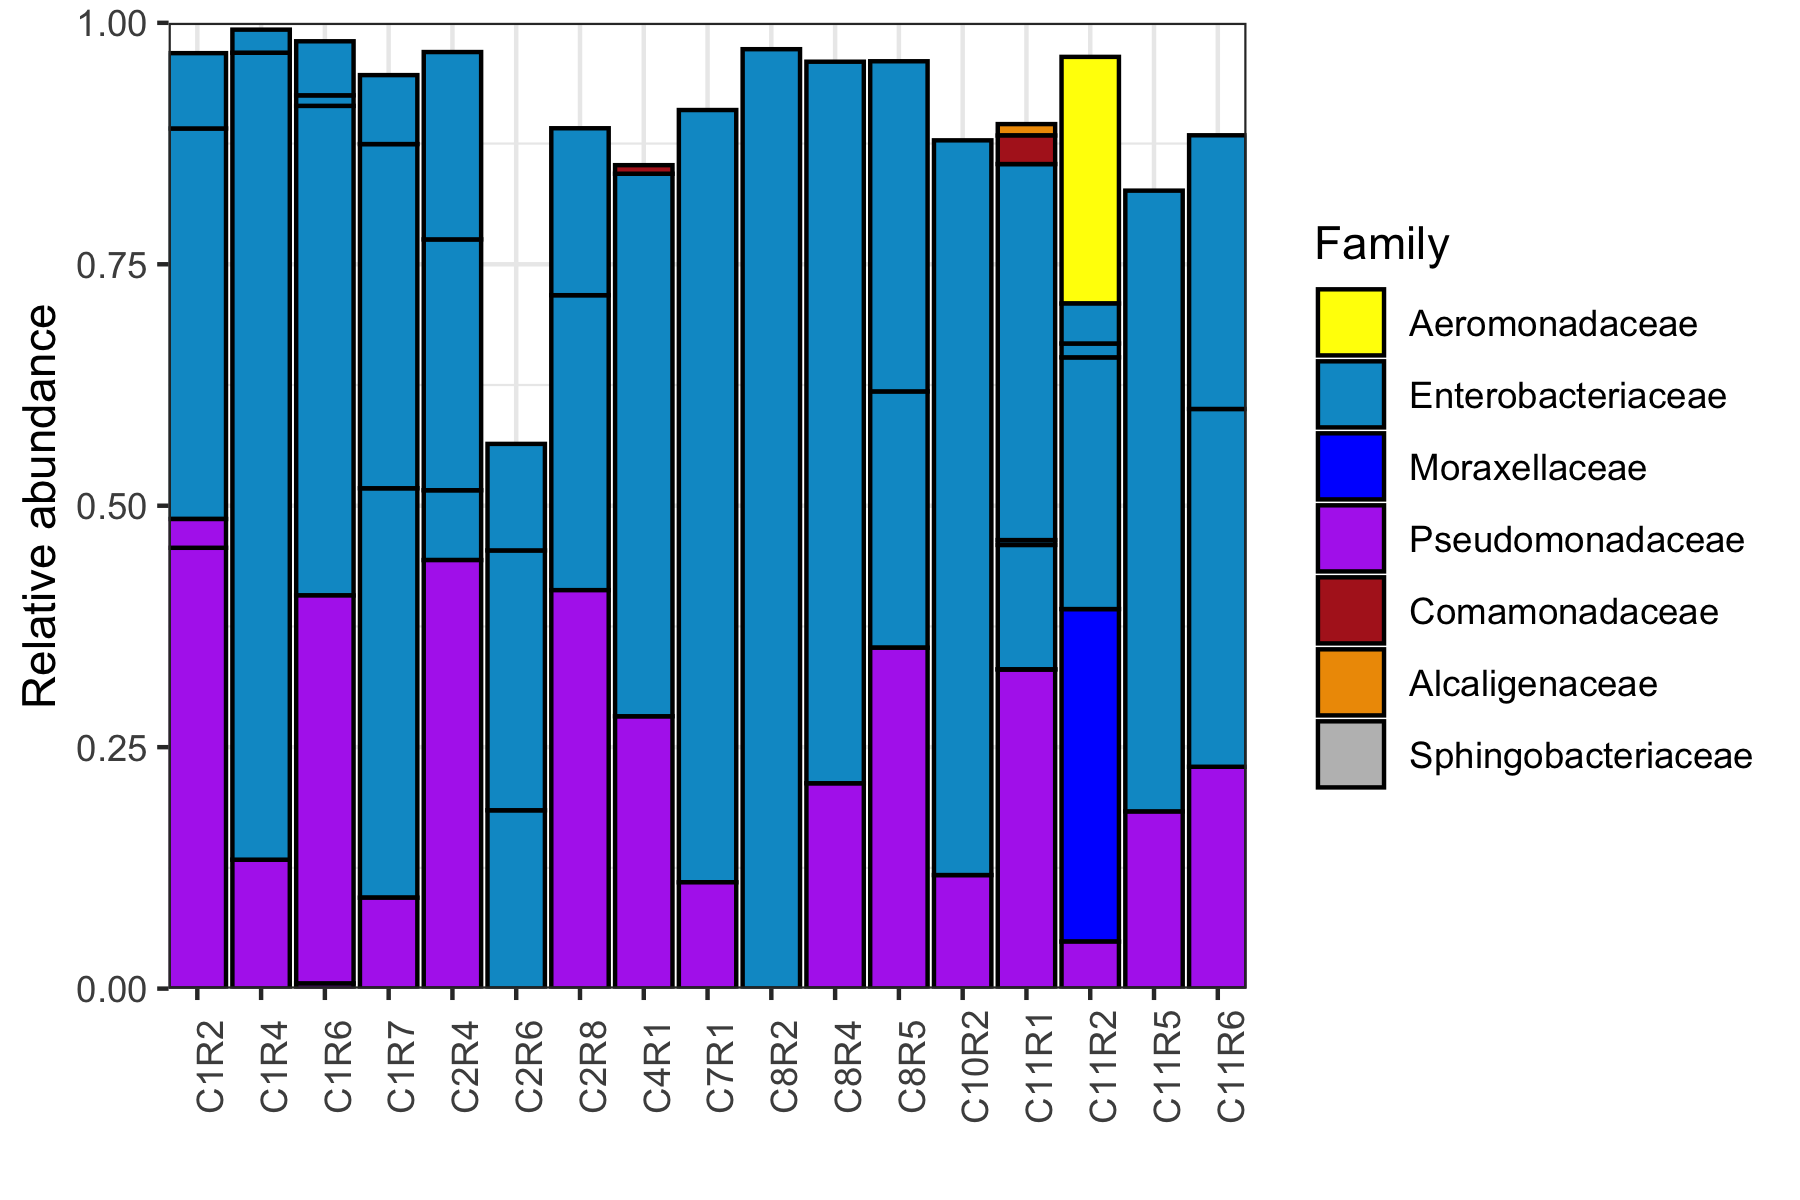 Relative abundance
1.00
0.75
0.50
0.25
0.00
C1R2
C1R4
C1R6
C1R7
C2R4
C2R6
C2R8
C4R1
C7R1
C8R2
C8R4
C8R5
C10R2
C11R1
C11R2
C11R5
C11R6
Family
Aeromonadaceae
Enterobacteriaceae
Moraxellaceae
Pseudomonadaceae
Comamonadaceae
Alcaligenaceae
Sphingobacteriaceae